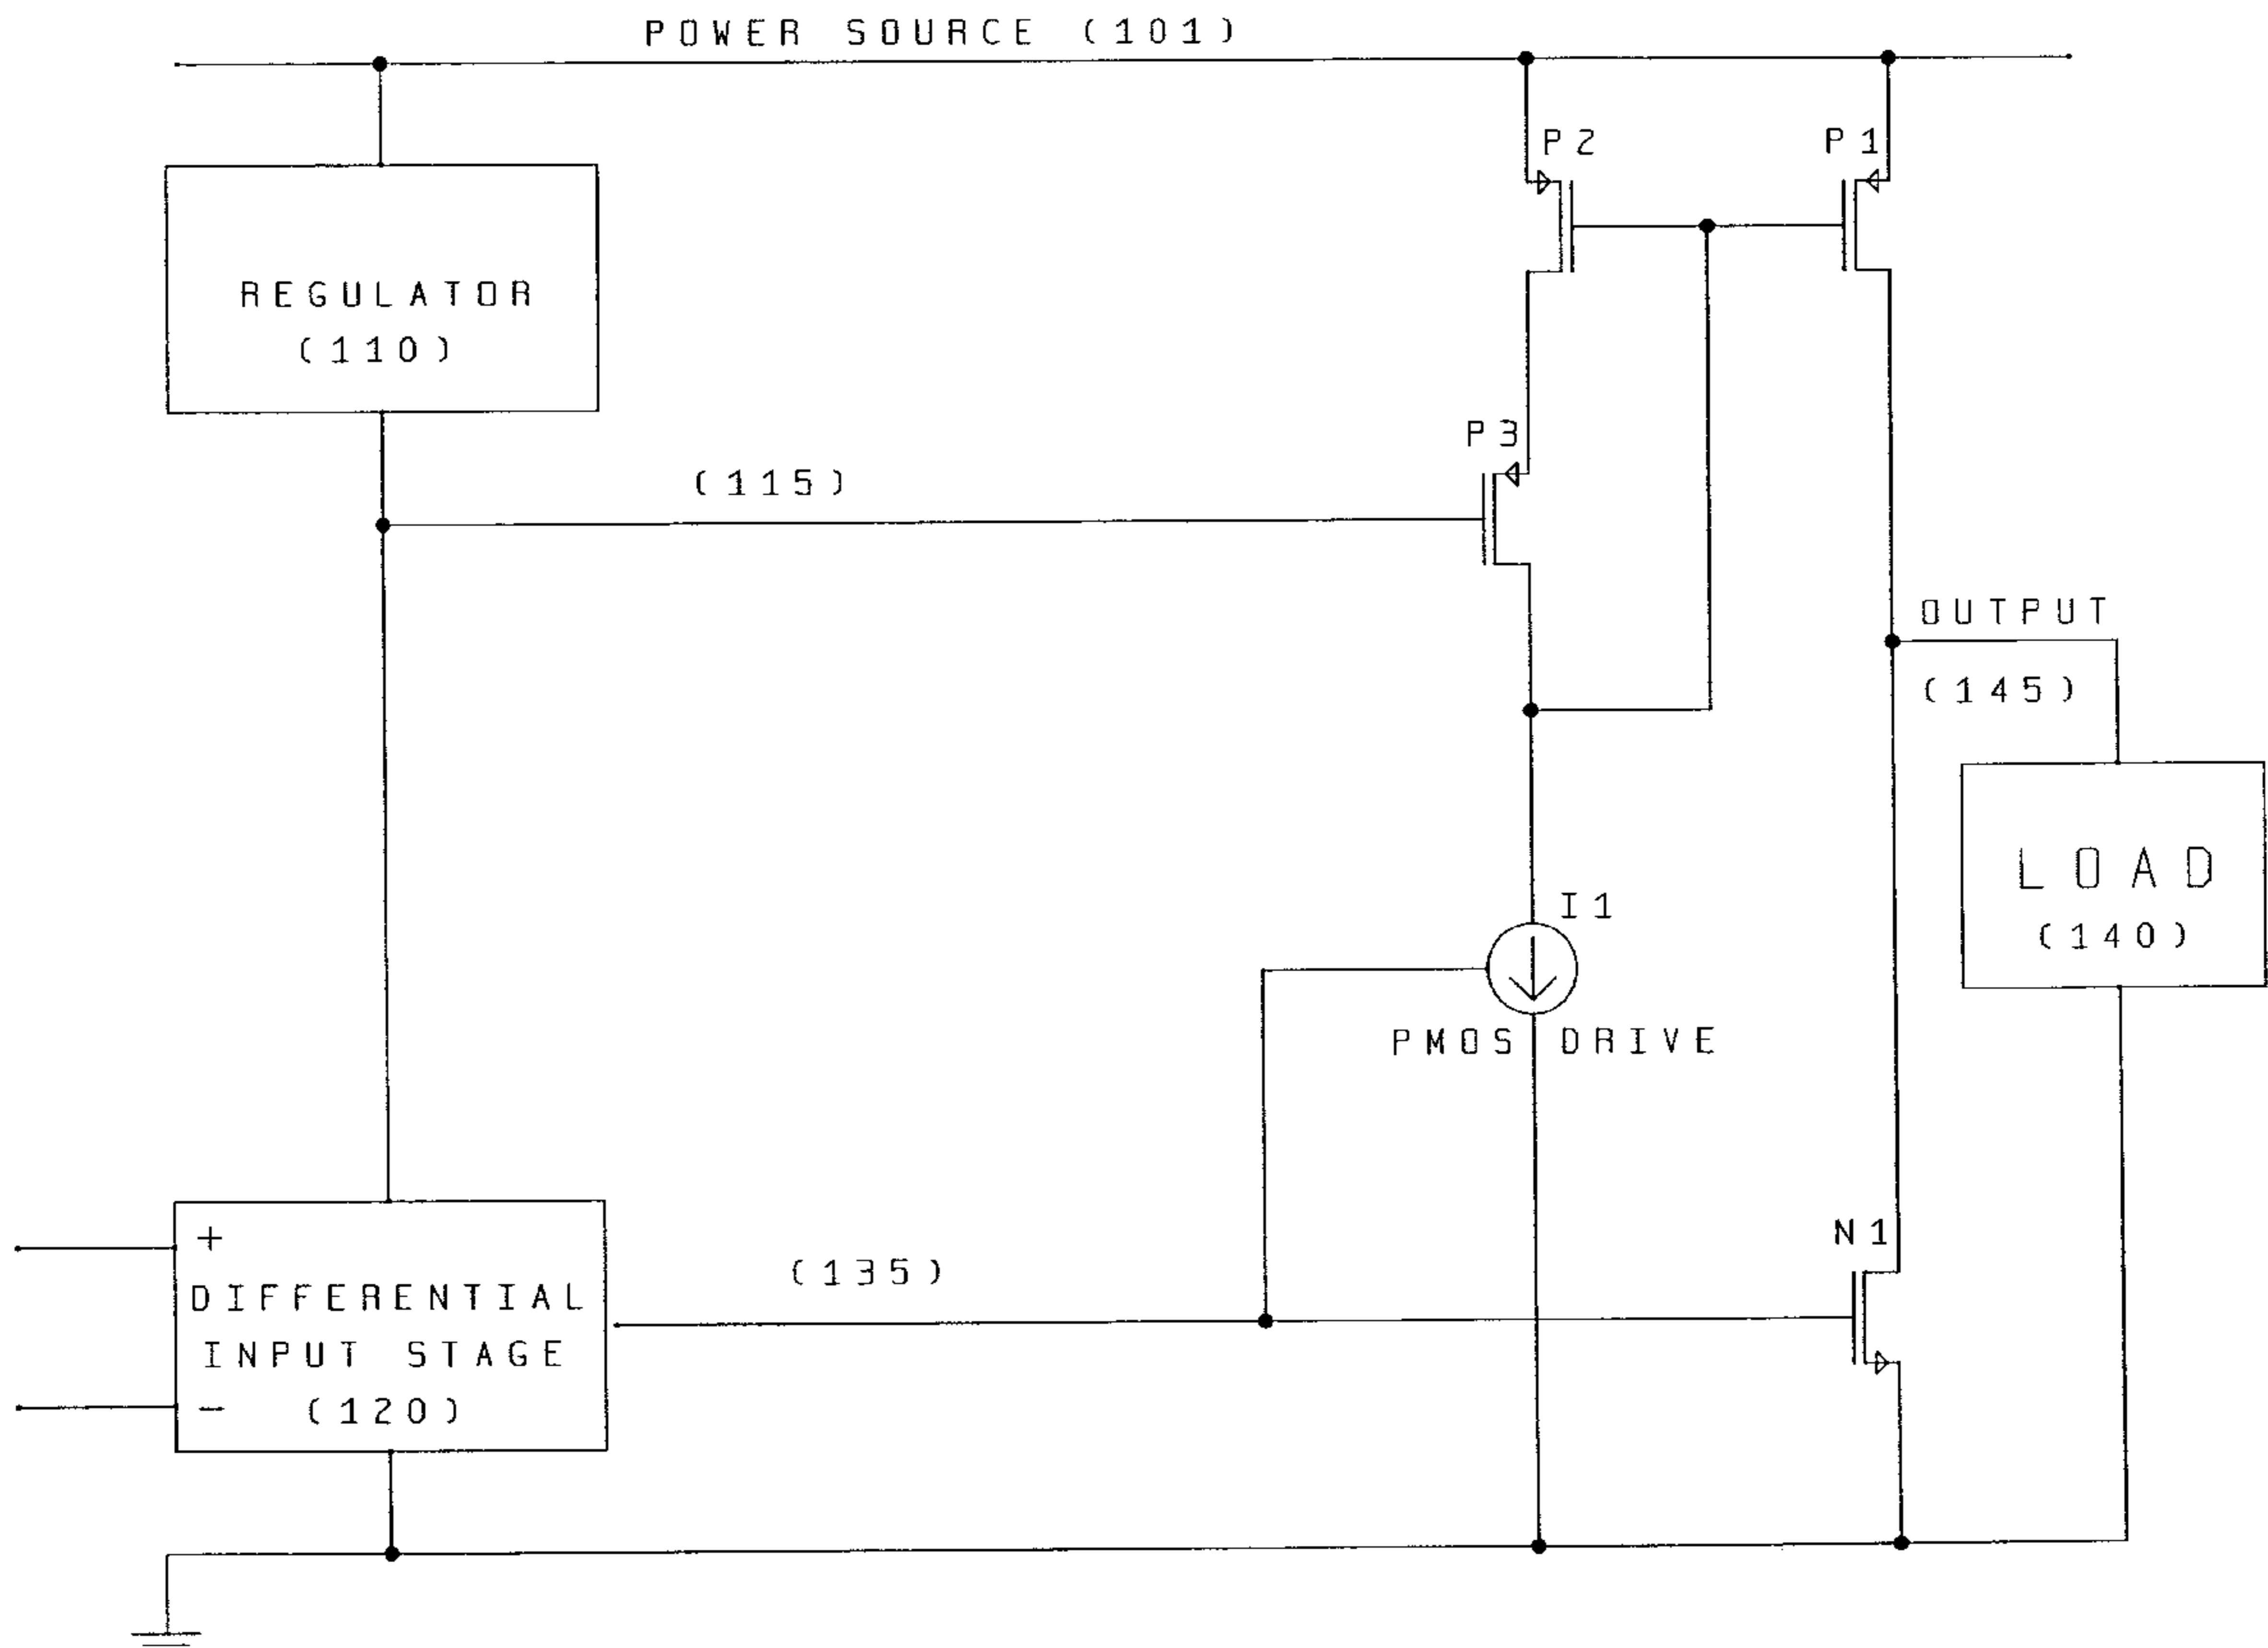 POWER SOURCE (101)
P2
P1
REGULATOR
(110)
P3
(115)
OUTPUT
(145)
LOAD
(140)
I1
PMOS DRIVE
N1
+
(135)
DIFFERENTIAL
INPUT STAGE
(120)
-